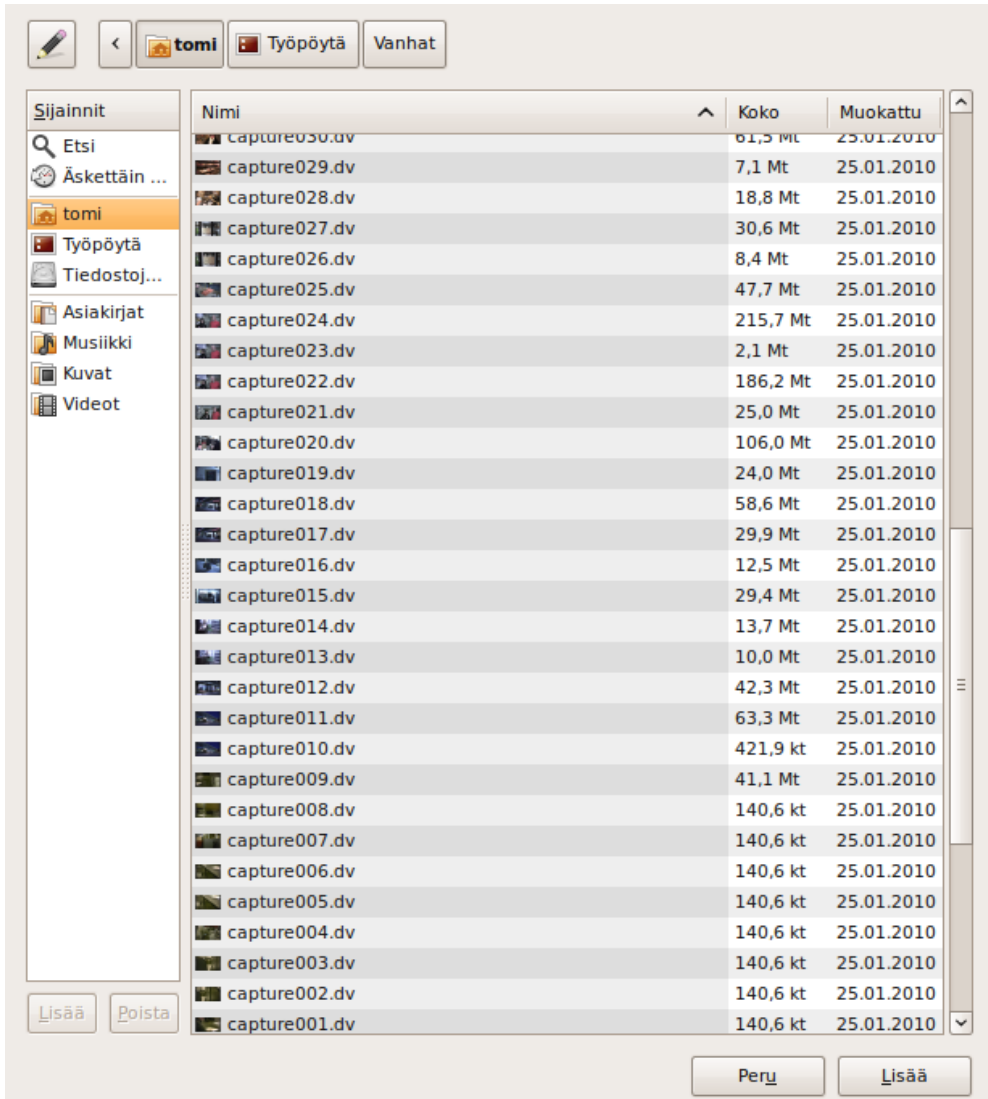 ‹ tomi Työpöytä Vanhat
Sijainnit
Etsi
Äskettäin ...
tomi
Työpöytä
Tiedostoj...
Asiakirjat
Musiikki
Kuvat
Videot
Lisää Poista
Nimi Koko Muokattu
capture030.dv 61,5 Mt 25.01.2010
capture029.dv 7,1 Mt 25.01.2010
capture028.dv 18,8 Mt 25.01.2010
capture027.dv 30,6 Mt 25.01.2010
capture026.dv 8,4 Mt 25.01.2010
capture025.dv 47,7 Mt 25.01.2010
capture024.dv 215,7 Mt 25.01.2010
capture023.dv 2,1 Mt 25.01.2010
capture022.dv 186,2 Mt 25.01.2010
capture021.dv 25,0 Mt 25.01.2010
capture020.dv 106,0 Mt 25.01.2010
capture019.dv 24,0 Mt 25.01.2010
capture018.dv 58,6 Mt 25.01.2010
capture017.dv 29,9 Mt 25.01.2010
capture016.dv 12,5 Mt 25.01.2010
capture015.dv 29,4 Mt 25.01.2010
capture014.dv 13,7 Mt 25.01.2010
capture013.dv 10,0 Mt 25.01.2010
capture012.dv 42,3 Mt 25.01.2010
capture011.dv 63,3 Mt 25.01.2010
capture010.dv 421,9 kt 25.01.2010
capture009.dv 41,1 Mt 25.01.2010
capture008.dv 140,6 kt 25.01.2010
capture007.dv 140,6 kt 25.01.2010
capture006.dv 140,6 kt 25.01.2010
capture005.dv 140,6 kt 25.01.2010
capture004.dv 140,6 kt 25.01.2010
capture003.dv 140,6 kt 25.01.2010
capture002.dv 140,6 kt 25.01.2010
capture001.dv 140,6 kt 25.01.2010
Peru Lisää